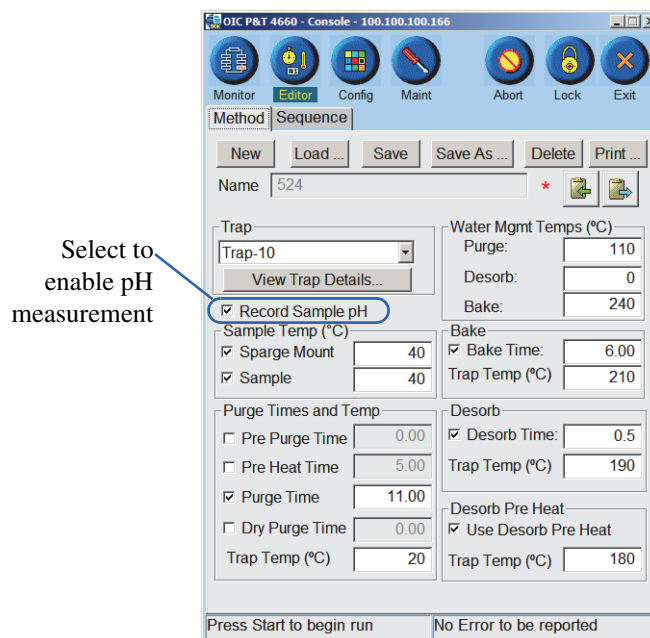 OIC P&T 4660 - Console - 100.100.100.166
Monitor Editor Config Maint Abort Lock Exit
Method Sequence
New Load ... Save Save As ... Delete Print ...
Name 524 *
Select to
enable pH
measurement
Trap
Trap-10
View Trap Details...
Record Sample pH
Sample Temp (°C)
Sparge Mount 40
Sample 40
Purge Times and Temp
Pre Purge Time 0.00
Pre Heat Time 5.00
Purge Time 11.00
Dry Purge Time 0.00
Trap Temp (ºC) 20
Water Mgmt Temps (ºC)
Purge: 110
Desorb: 0
Bake: 240
Bake
Bake Time: 6.00
Trap Temp (ºC) 210
Desorb
Desorb Time: 0.5
Trap Temp (ºC) 190
Desorb Pre Heat
Use Desorb Pre Heat
Trap Temp (ºC) 180
Press Start to begin run
No Error to be reported